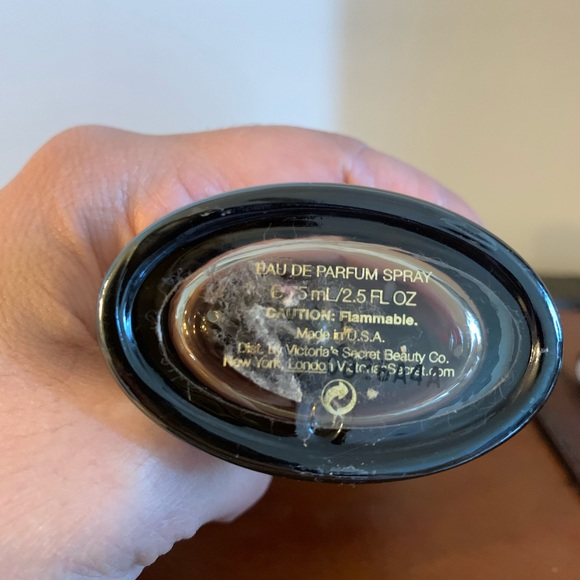 EAU DE PARFUM SPRAY
75 mL/2.5 FL OZ
CAUTION: Flammable.
Made in U.S.A.
Dist. by Victoria's Secret Beauty Co.
New York, London VictoriasSecret.com